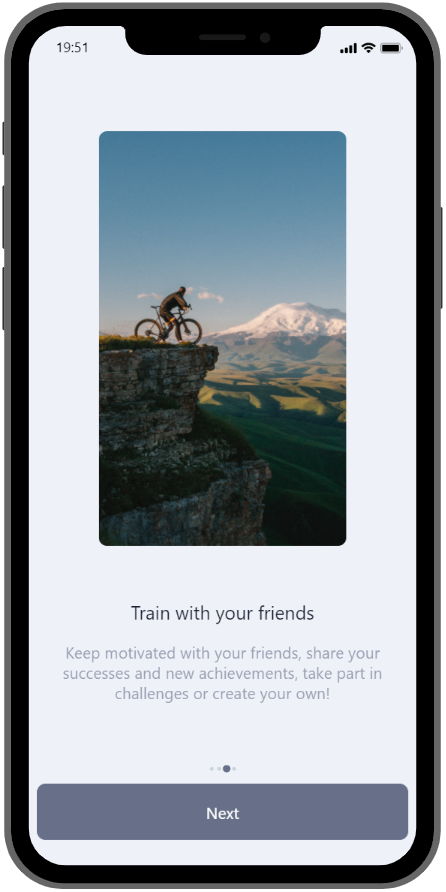 19:51
Train with your friends
Keep motivated with your friends, share your
successes and new achievements, take part in
challenges or create your own!
Next